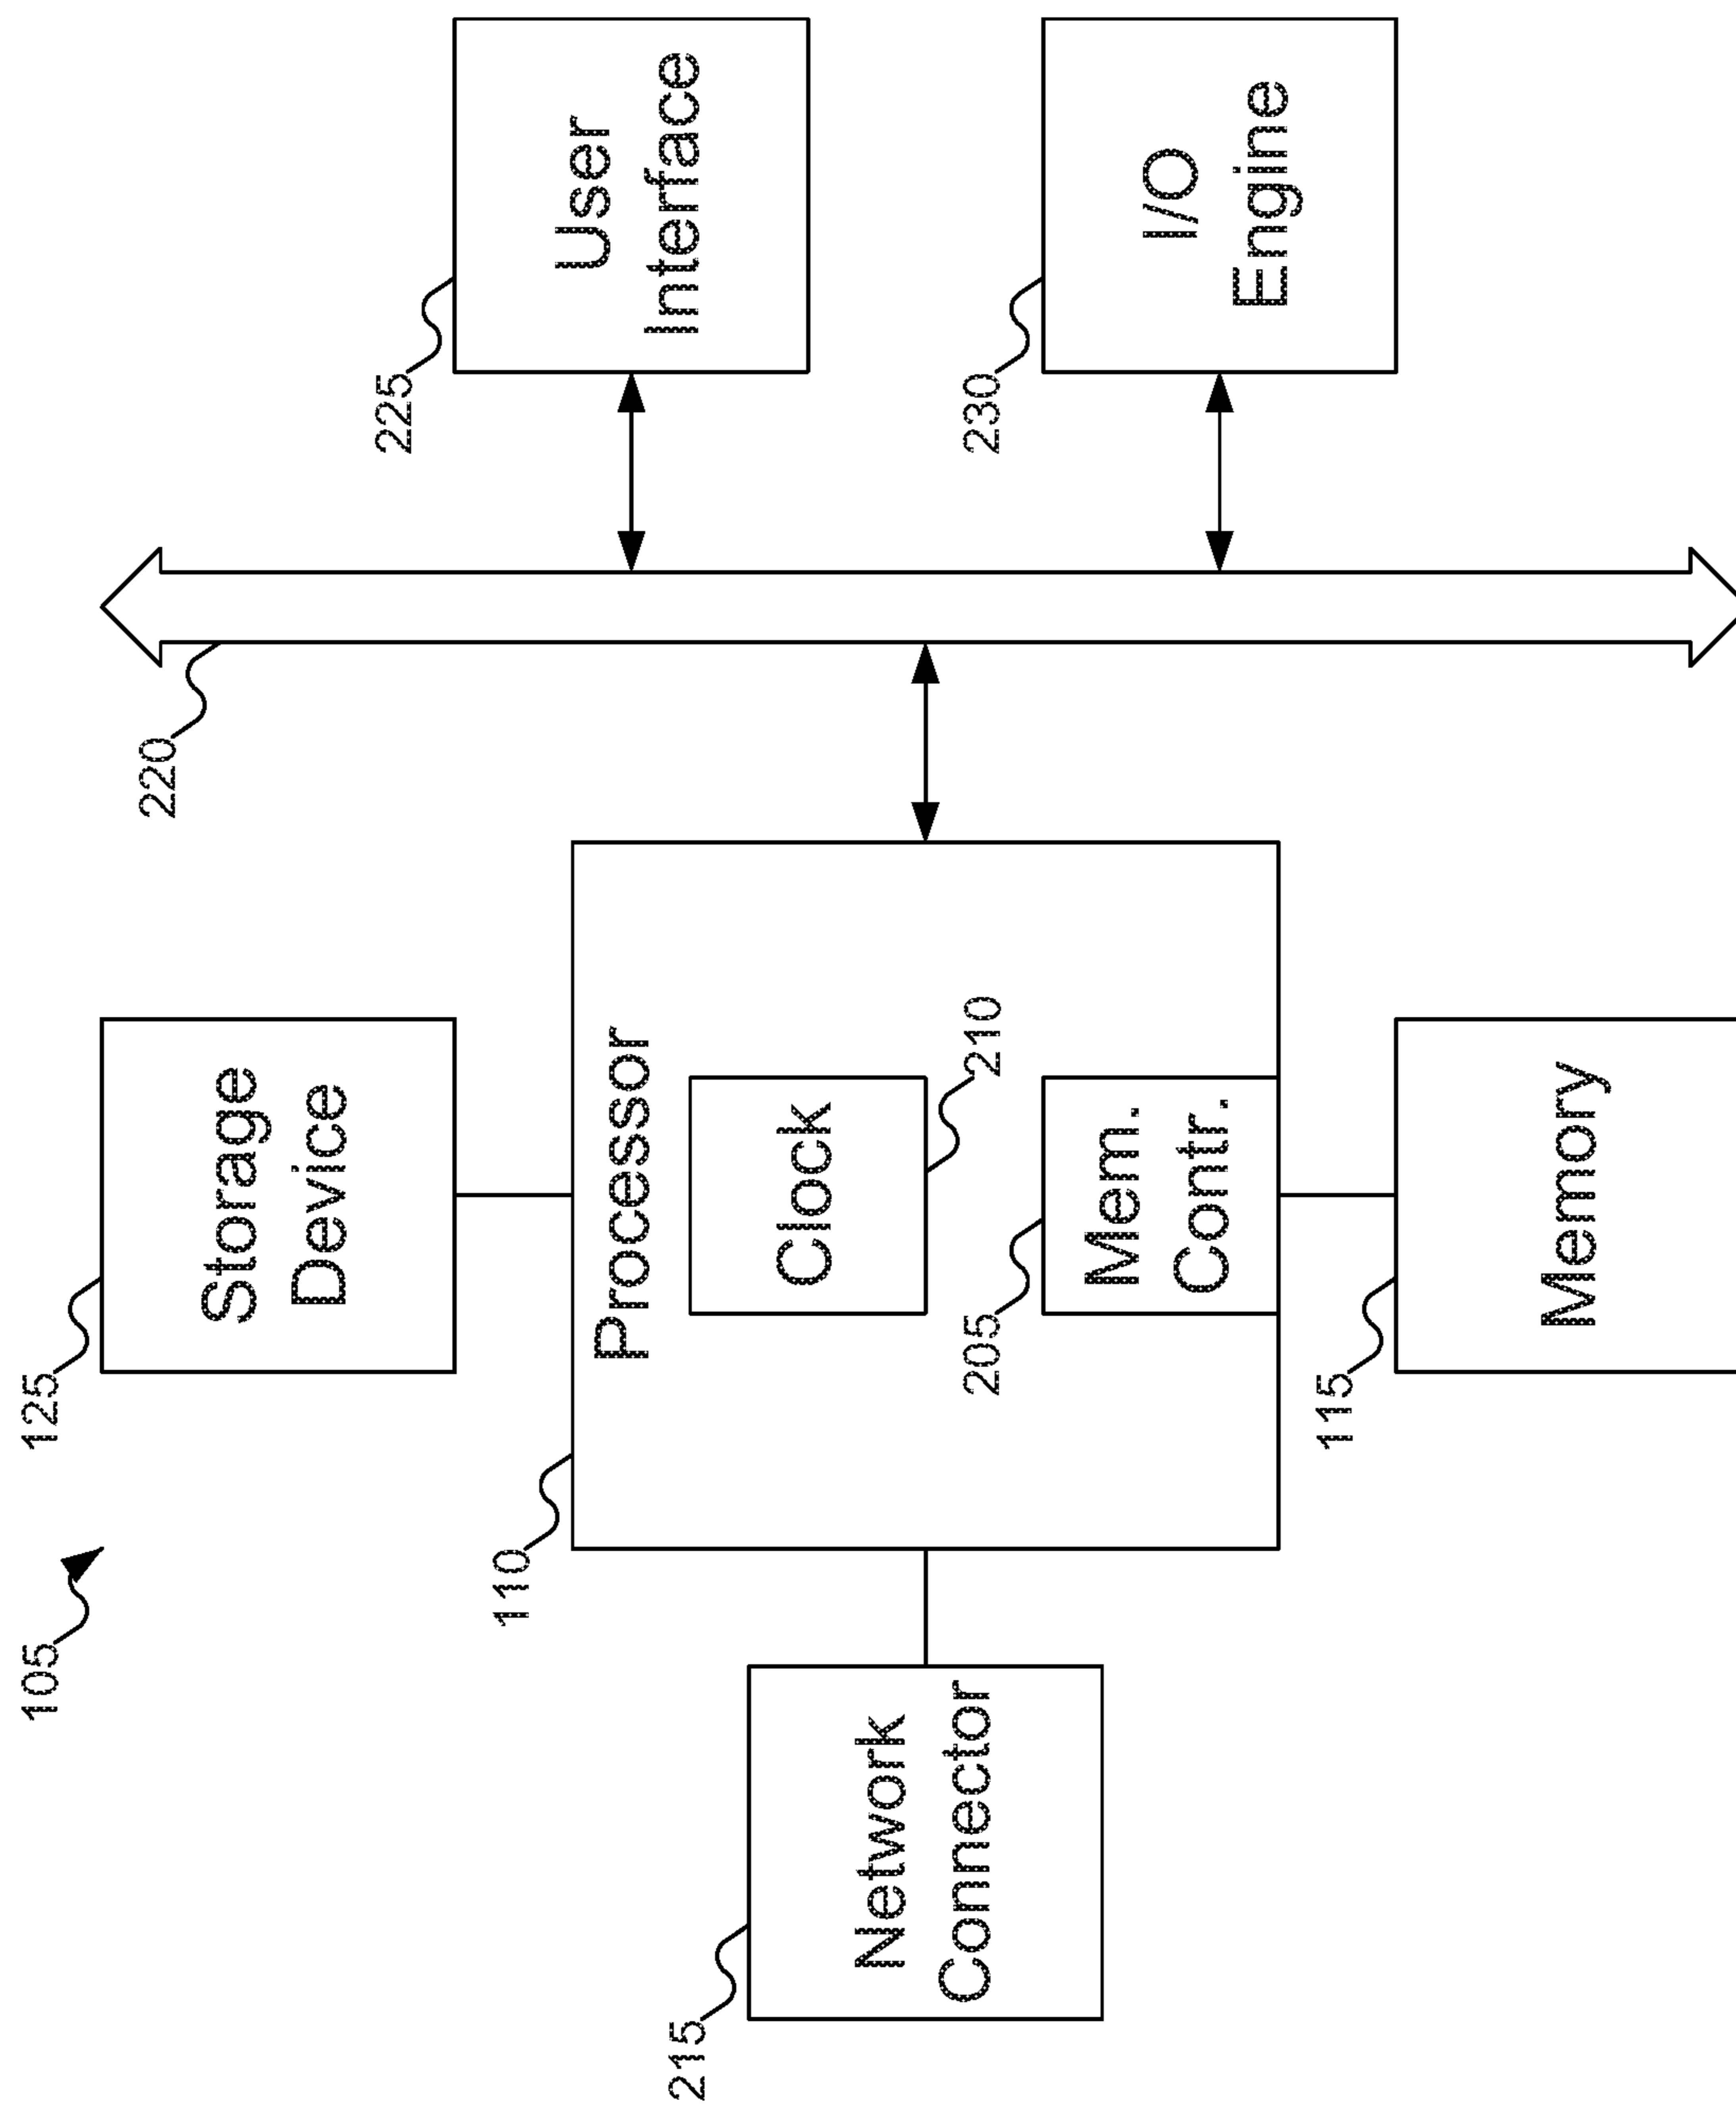 105
125
220
Storage
Device
225
110
User
Interface
Processor
215
Clock
Network
Connector
205
210
230
Mem.
Contr.
I/O
Engine
115
Memory